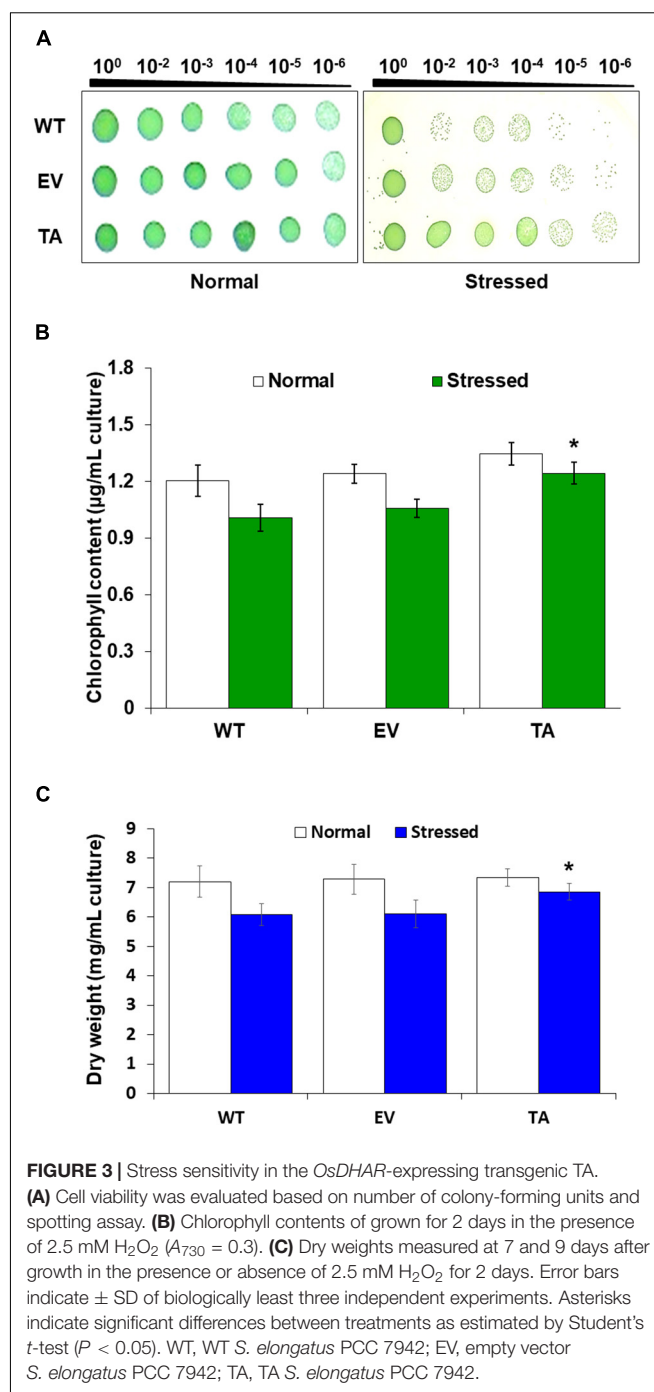 A
10⁰ 10⁻² 10⁻³ 10⁻⁴ 10⁻⁵ 10⁻⁶ 10⁰ 10⁻² 10⁻³ 10⁻⁴ 10⁻⁵ 10⁻⁶
WT
EV
TA
Normal Stressed
B
Chlorophyll content (µg/mL culture)
Normal Stressed
1.8
1.5
1.2
0.9
0.6
0.3
0
*
WT EV TA
C
Dry weight (mg/mL culture)
Normal Stressed
9
8
7
6
5
4
3
2
1
0
*
WT EV TA
FIGURE 3 | Stress sensitivity in the OsDHAR-expressing transgenic TA.
(A) Cell viability was evaluated based on number of colony-forming units and
spotting assay. (B) Chlorophyll contents of grown for 2 days in the presence
of 2.5 mM H₂O₂ (A₇₃₀ = 0.3). (C) Dry weights measured at 7 and 9 days after
growth in the presence or absence of 2.5 mM H₂O₂ for 2 days. Error bars
indicate ± SD of biologically least three independent experiments. Asterisks
indicate significant differences between treatments as estimated by Student's
t-test (P < 0.05). WT, WT S. elongatus PCC 7942; EV, empty vector
S. elongatus PCC 7942; TA, TA S. elongatus PCC 7942.